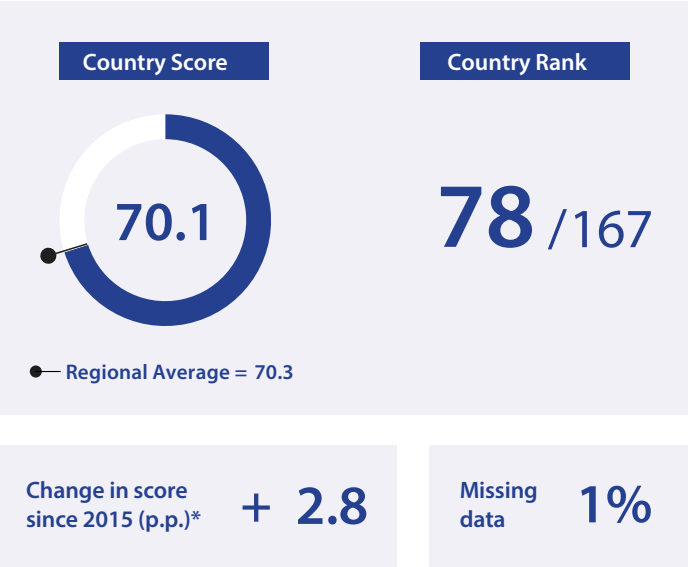 Country Score
Country Rank
70.1
78 /167
Regional Average = 70.3
Change in score
since 2015 (p.p.)*
+ 2.8
Missing
data
1%